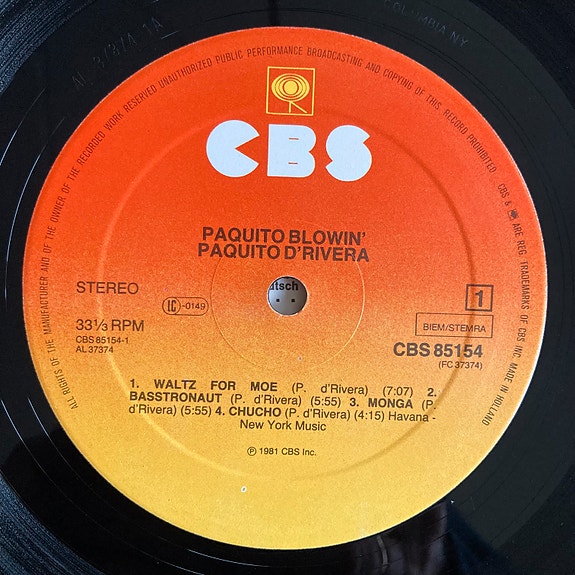 ALL RIGHTS OF THE MANUFACTURER AND OF THE OWNER OF THE RECORDED WORK RESERVED UNAUTHORIZED PUBLIC PERFORMANCE BROADCASTING AND COPYING OF THIS RECORD PROHIBITED. CBS & ARE REG. TRADEMARKS OF CBS INC. MADE IN HOLLAND
CBS
PAQUITO BLOWIN'
PAQUITO D'RIVERA
STEREO
LC -0149
utsch
1
33⅓ RPM
BIEM/STEMRA
CBS 85154-1
AL 37374
CBS 85154
(FC 37374)
1. WALTZ FOR MOE (P. d'Rivera) (7:07) 2.
BASSTRONAUT (P. d'Rivera) (5:55) 3. MONGA (P.
d'Rivera) (5:55) 4. CHUCHO (P. d'Rivera) (4:15) Havana -
New York Music
℗ 1981 CBS Inc.